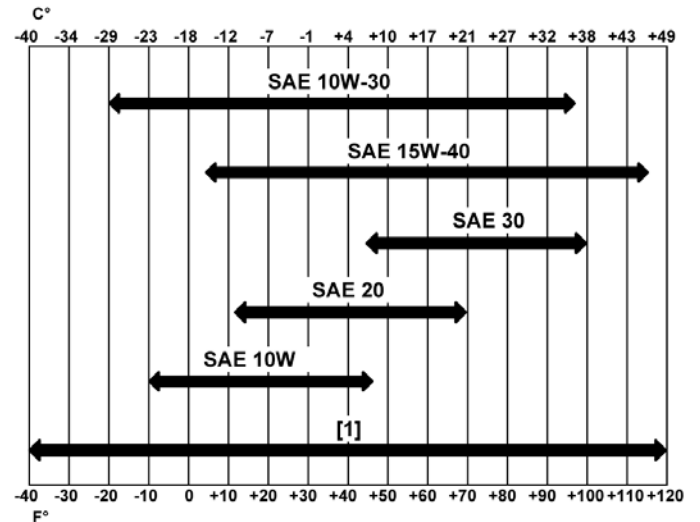 C°
-40 -34 -29 -23 -18 -12 -7 -1 +4 +10 +17 +21 +27 +32 +38 +43 +49
SAE 10W-30
SAE 15W-40
SAE 30
SAE 20
SAE 10W
[1]
-40 -30 -20 -10 0 +10 +20 +30 +40 +50 +60 +70 +80 +90 +100 +110 +120
F°